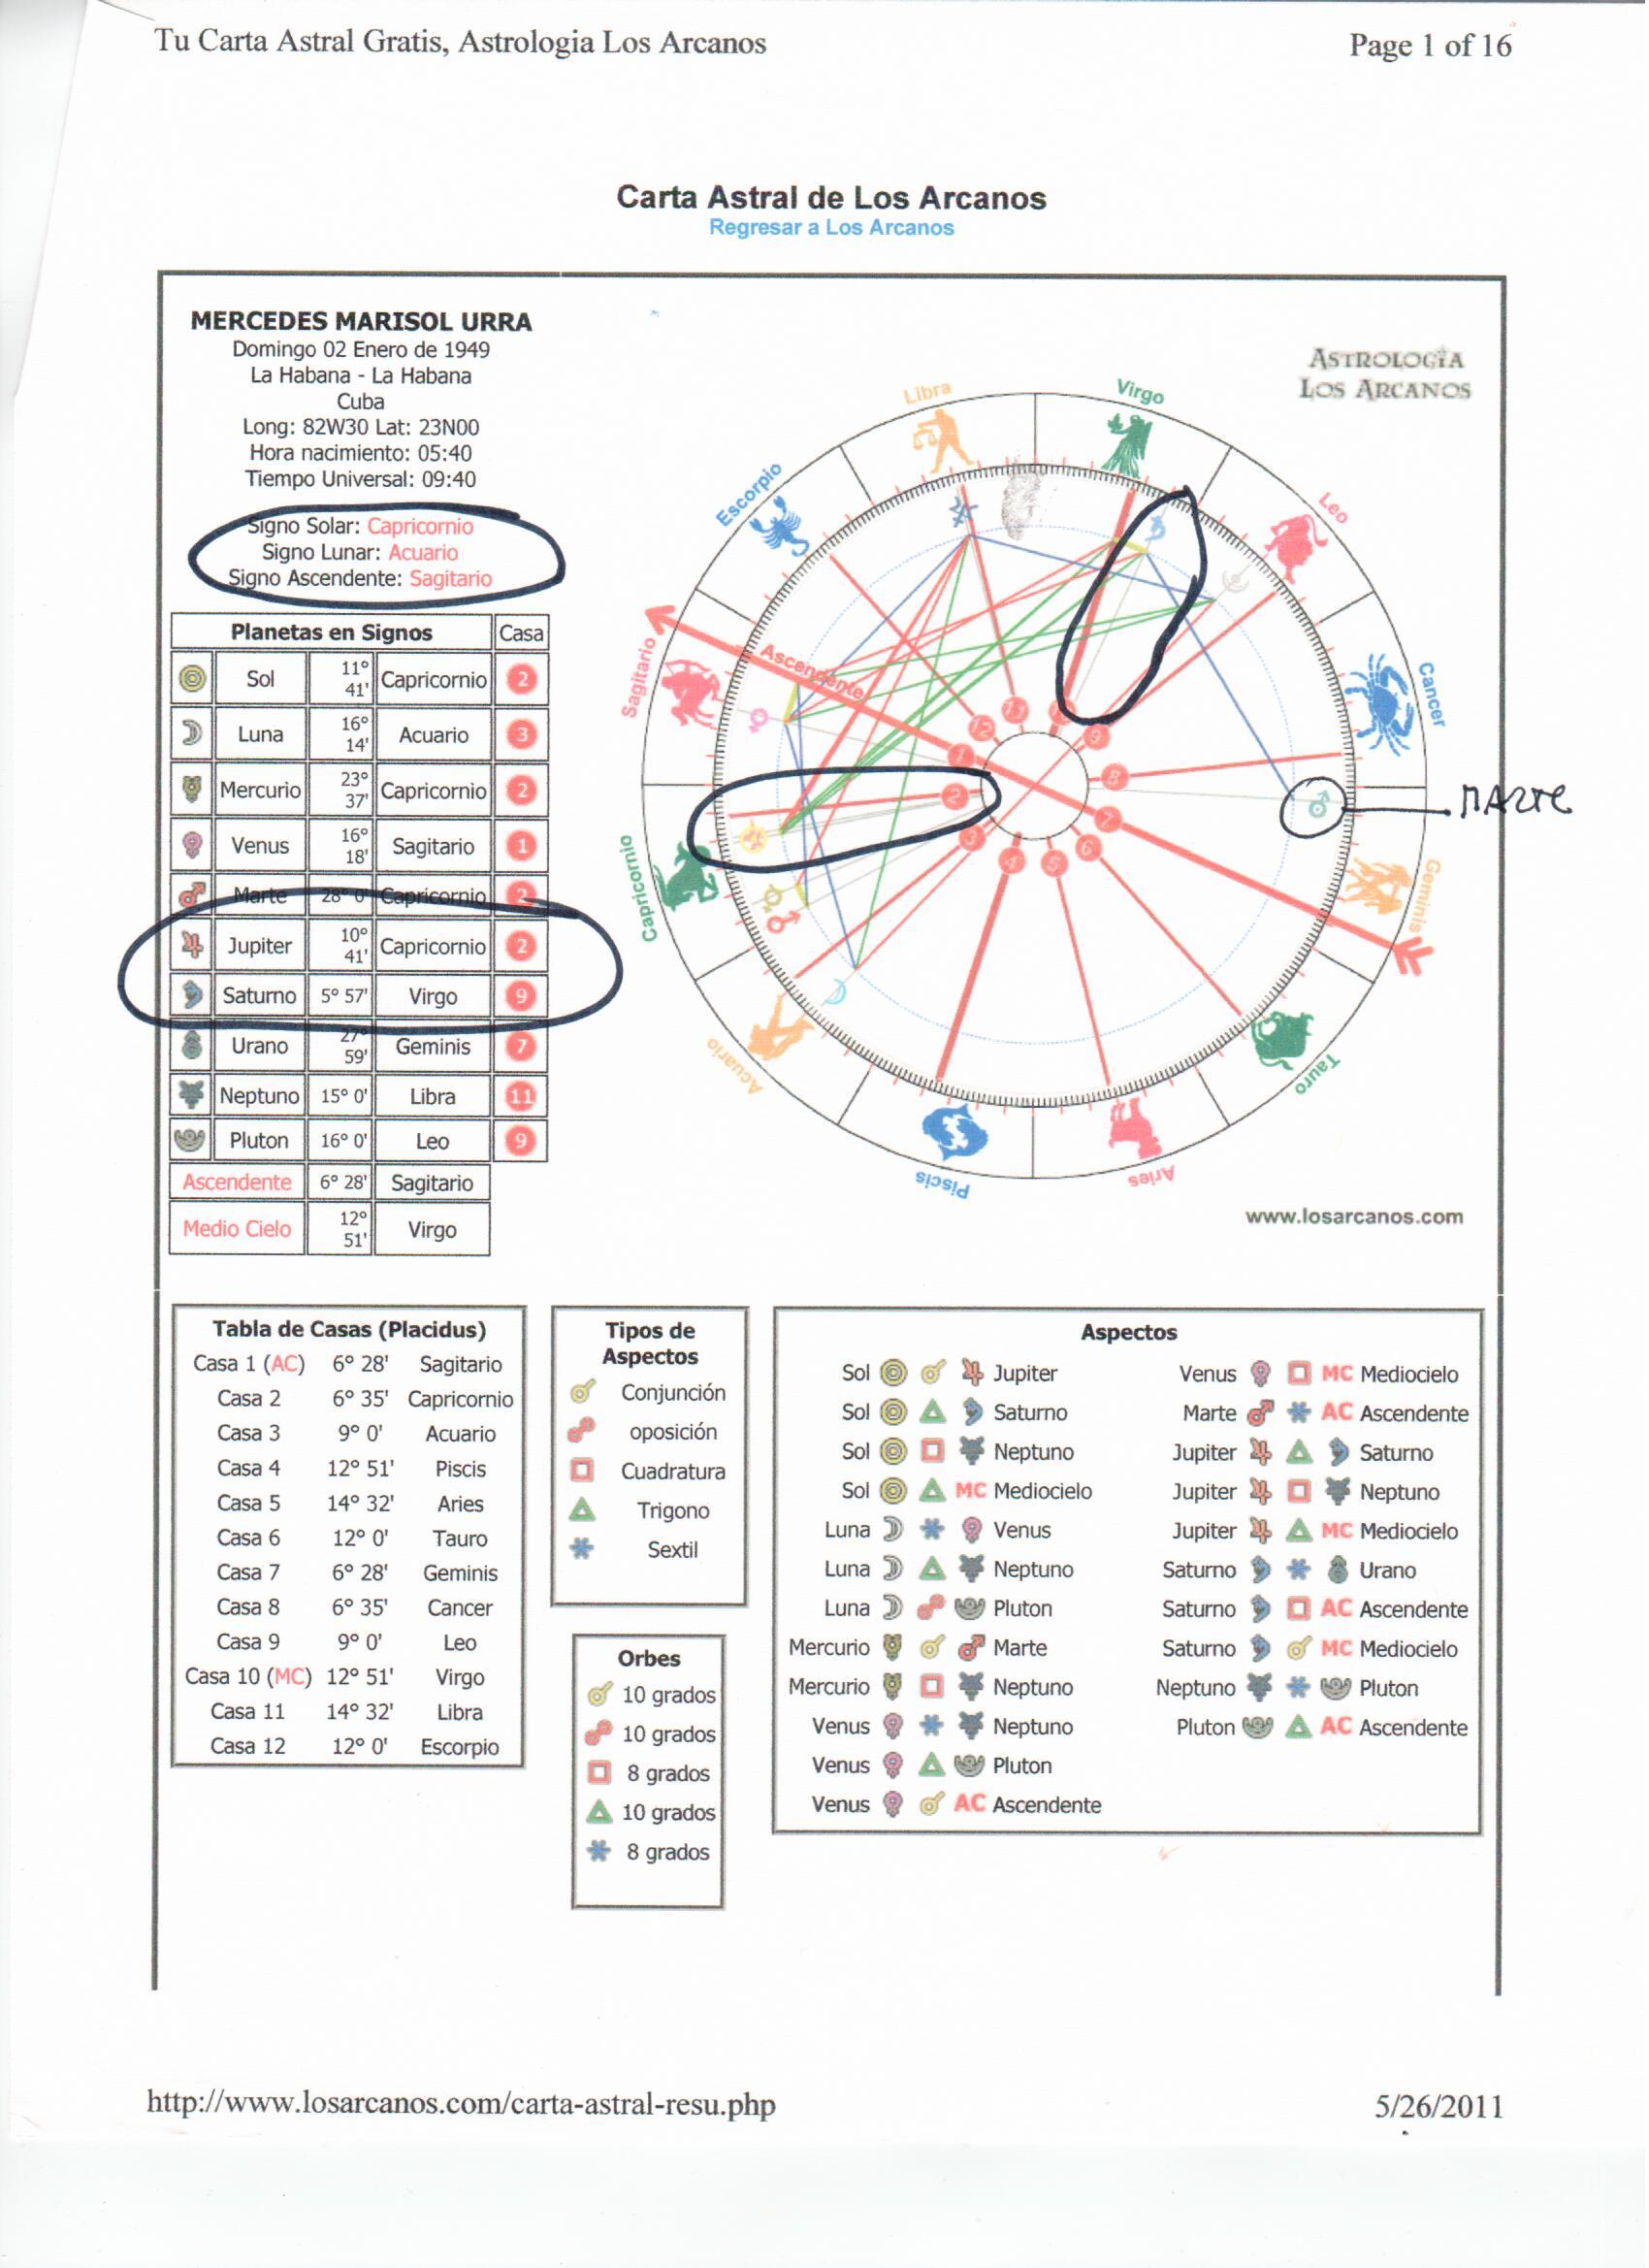 Tu Carta Astral Gratis, Astrologia Los Arcanos
Page 1 of 16
Carta Astral de Los Arcanos
Regresar a Los Arcanos
MERCEDES MARISOL URRA
Domingo 02 Enero de 1949
La Habana - La Habana
Cuba
Long: 82W30 Lat: 23N00
Hora nacimiento: 05:40
Tiempo Universal: 09:40
Signo Solar: Capricornio
Signo Lunar: Acuario
Signo Ascendente: Sagitario
Planetas en Signos Casa
Sol 11° 41' Capricornio 2
Luna 16° 14' Acuario 3
Mercurio 23° 37' Capricornio 2
Venus 16° 18' Sagitario 1
Marte 28° 0' Capricornio 2
Jupiter 10° 41' Capricornio 2
Saturno 5° 57' Virgo 9
Urano 27° 59' Geminis 7
Neptuno 15° 0' Libra 11
Pluton 16° 0' Leo 9
Ascendente 6° 28' Sagitario
Medio Cielo 12° 51' Virgo
ASTROLOGIA
LOS ARCANOS
Libra
Virgo
Leo
Cancer
Geminis
Tauro
Aries
Piscis
Acuario
Capricornio
Sagitario
Escorpio
Ascendente
1
2
3
4
5
6
7
8
9
11
12
MARTE
www.losarcanos.com
Tabla de Casas (Placidus)
Casa 1 (AC) 6° 28' Sagitario
Casa 2 6° 35' Capricornio
Casa 3 9° 0' Acuario
Casa 4 12° 51' Piscis
Casa 5 14° 32' Aries
Casa 6 12° 0' Tauro
Casa 7 6° 28' Geminis
Casa 8 6° 35' Cancer
Casa 9 9° 0' Leo
Casa 10 (MC) 12° 51' Virgo
Casa 11 14° 32' Libra
Casa 12 12° 0' Escorpio
Tipos de
Aspectos
Conjunción
oposición
Cuadratura
Trigono
Sextil
Orbes
10 grados
10 grados
8 grados
10 grados
8 grados
Aspectos
Sol Jupiter
Sol Saturno
Sol Neptuno
Sol MC Mediocielo
Luna Venus
Luna Neptuno
Luna Pluton
Mercurio Marte
Mercurio Neptuno
Venus Neptuno
Venus Pluton
Venus AC Ascendente
Venus MC Mediocielo
Marte AC Ascendente
Jupiter Saturno
Jupiter Neptuno
Jupiter MC Mediocielo
Saturno Urano
Saturno AC Ascendente
Saturno MC Mediocielo
Neptuno Pluton
Pluton AC Ascendente
http://www.losarcanos.com/carta-astral-resu.php
5/26/2011